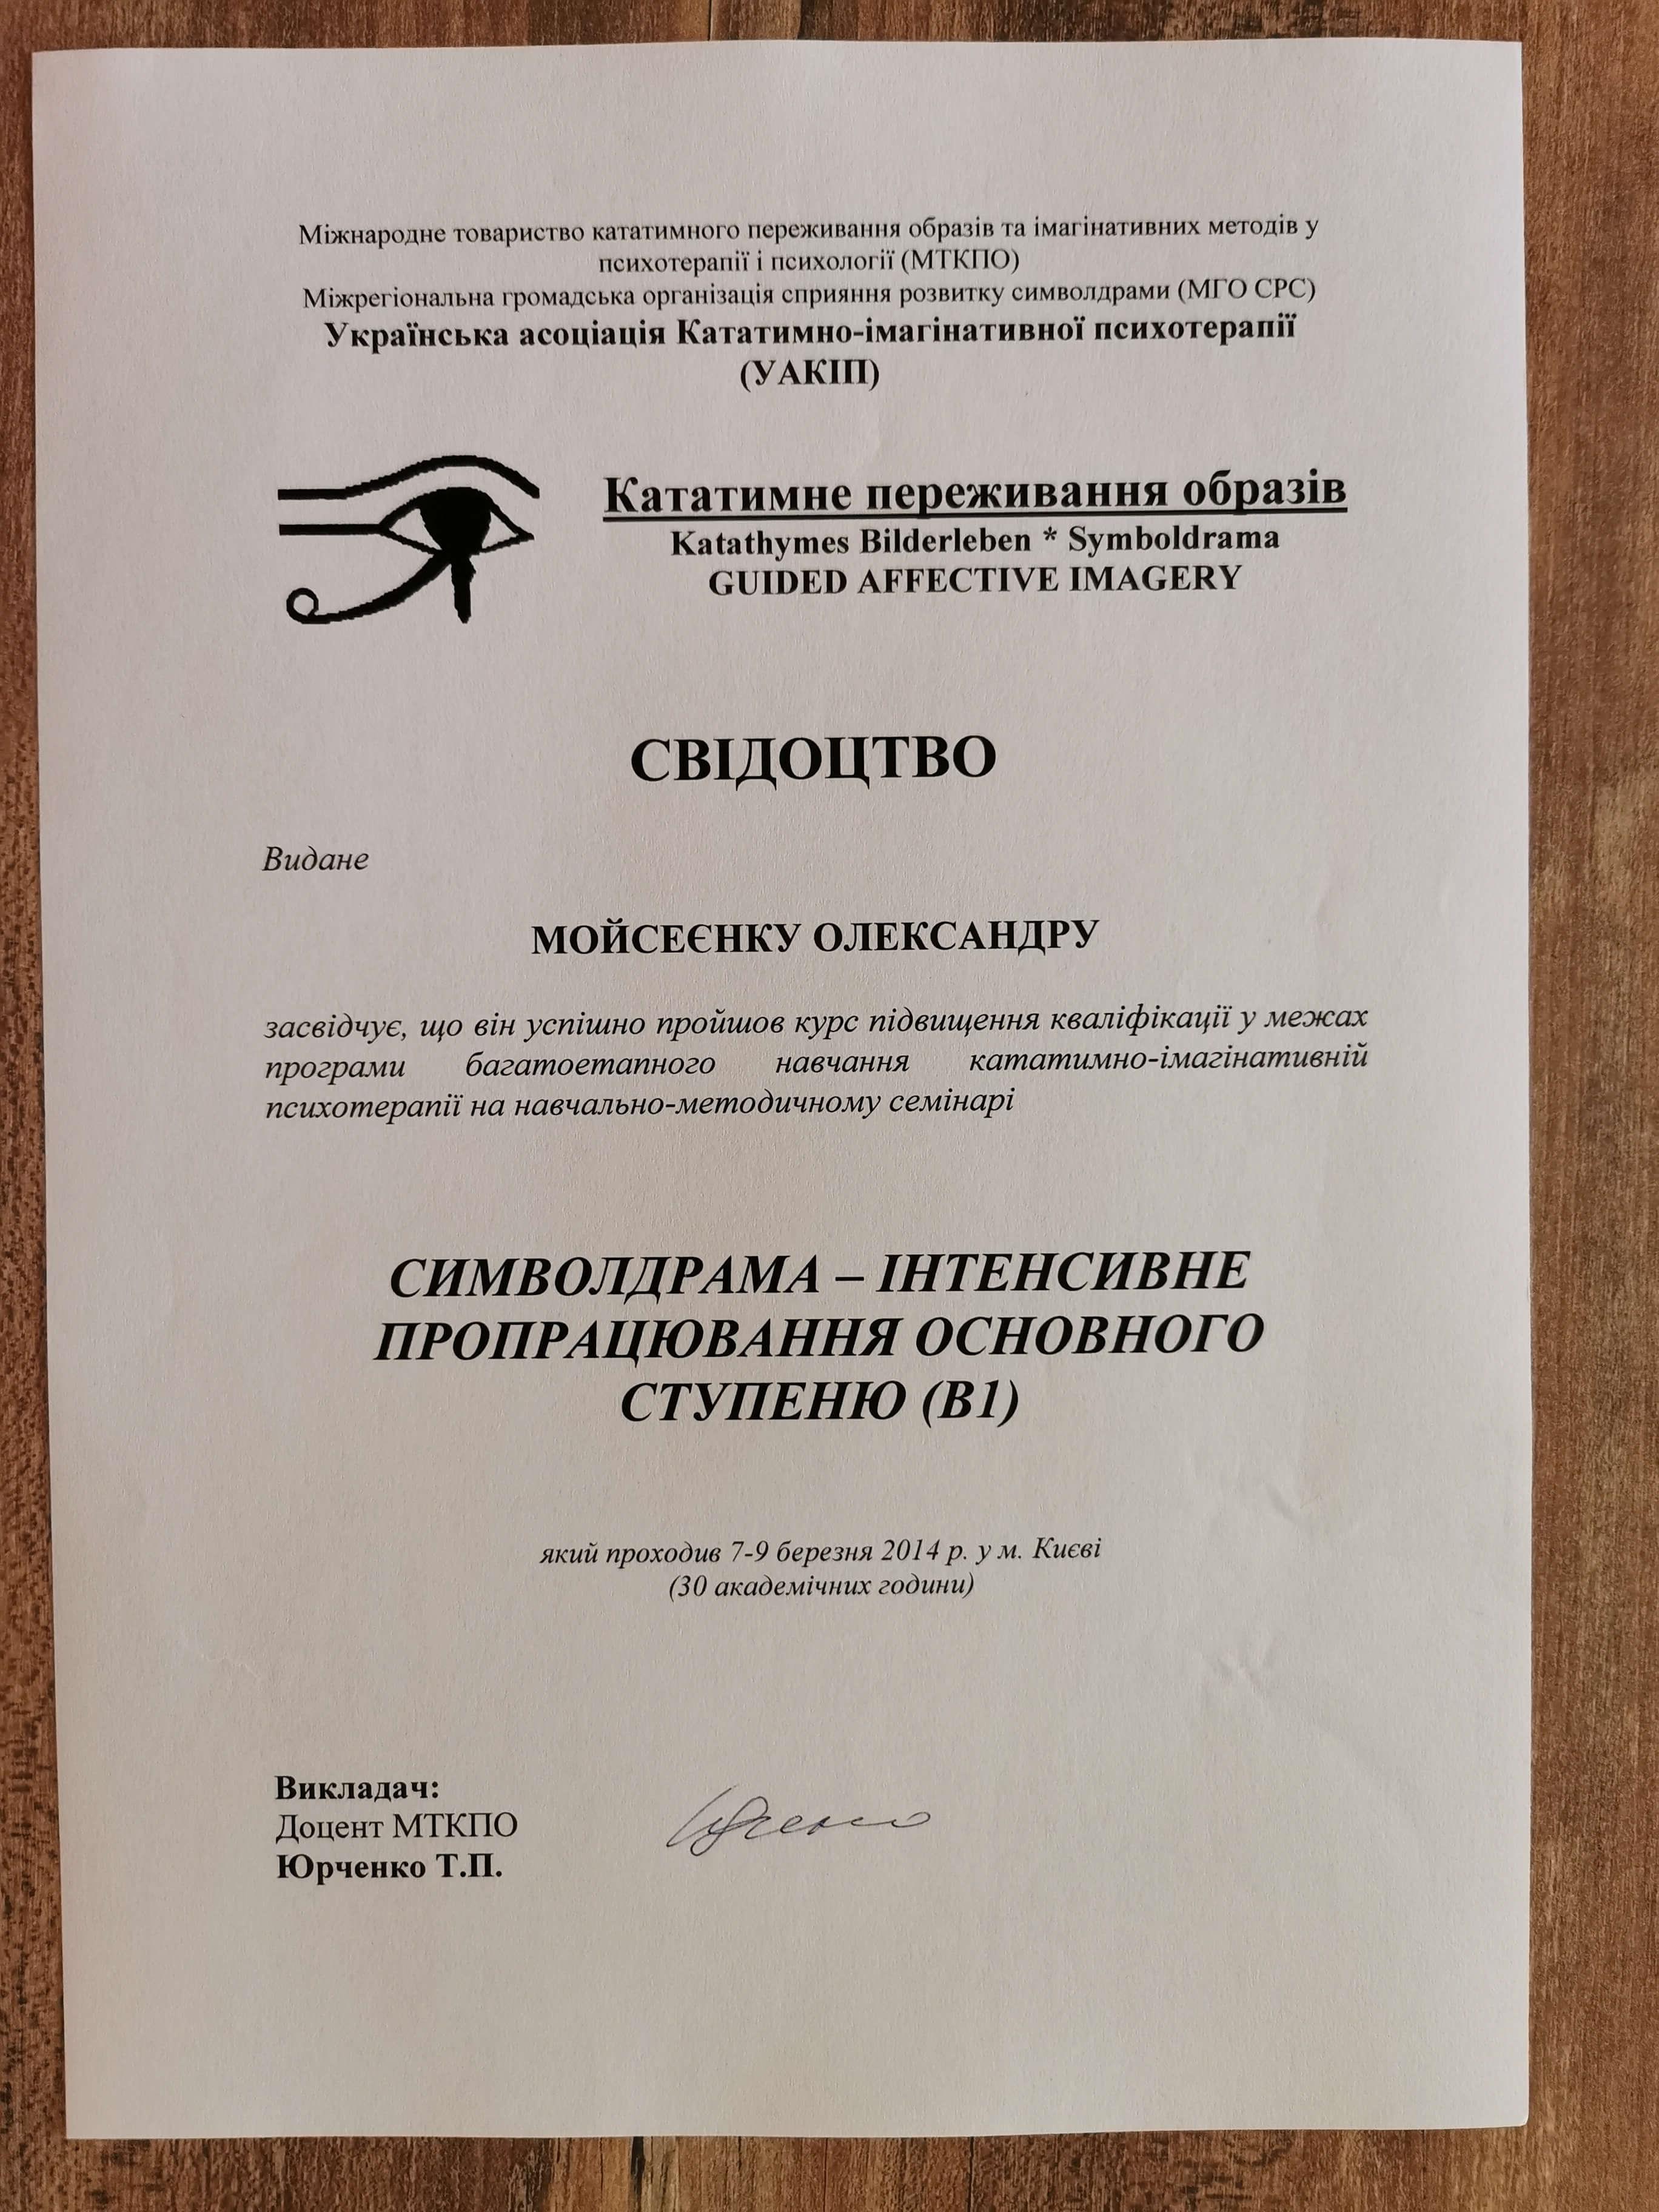 Міжнародне товариство кататимного переживання образів та імагінативних методів у
психотерапії і психології (МТКПО)
Міжрегіональна громадська організація сприяння розвитку символдрами (МГО СРС)
Українська асоціація Кататимно-імагінативної психотерапії
(УАКІП)
Кататимне переживання образів
Katathymes Bilderleben * Symboldrama
GUIDED AFFECTIVE IMAGERY
СВІДОЦТВО
Видане
МОЙСЕЄНКУ ОЛЕКСАНДРУ
засвідчує, що він успішно пройшов курс підвищення кваліфікації у межах
програми багатоетапного навчання кататимно-імагінативній
психотерапії на навчально-методичному семінарі
СИМВОЛДРАМА – ІНТЕНСИВНЕ
ПРОПРАЦЮВАННЯ ОСНОВНОГО
СТУПЕНЮ (В1)
який проходив 7-9 березня 2014 р. у м. Києві
(30 академічних години)
Викладач:
Доцент МТКПО
Юрченко Т.П.